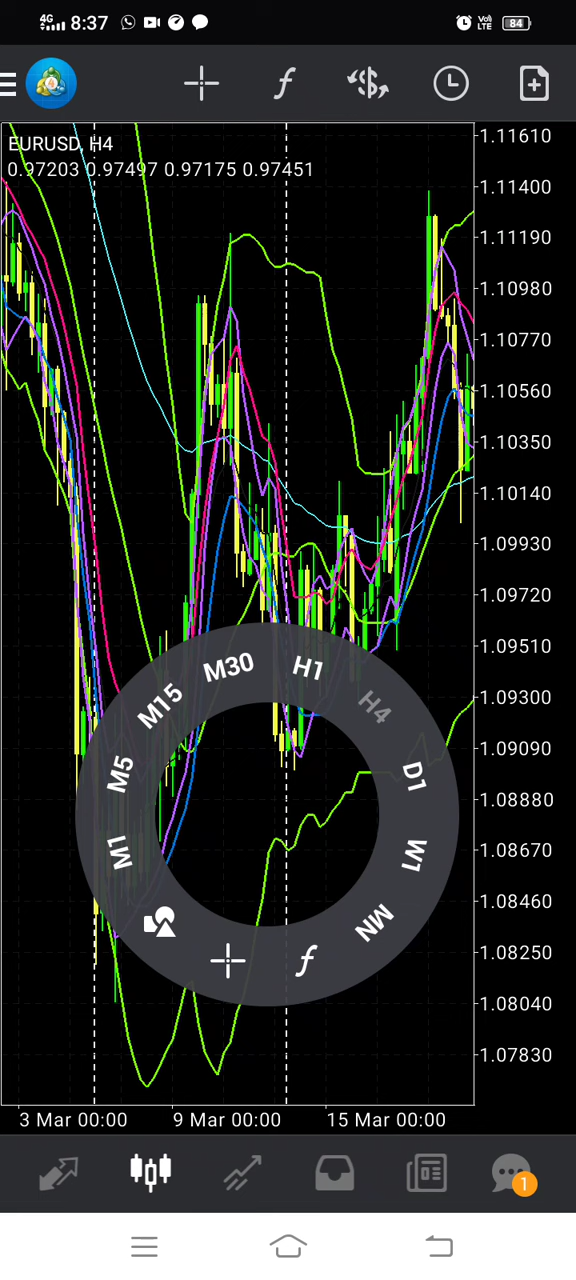 4G 8:37 VoI LTE 84
f
$
EURUSD, H4
0.97203 0.97497 0.97175 0.97451
1.11610
1.11400
1.11190
1.10980
1.10770
1.10560
1.10350
1.10140
1.09930
1.09720
1.09510
1.09300
1.09090
1.08880
1.08670
1.08460
1.08250
1.08040
1.07830
M1
M5
M15
M30
H1
H4
D1
W1
MN
f
3 Mar 00:00 9 Mar 00:00 15 Mar 00:00
1